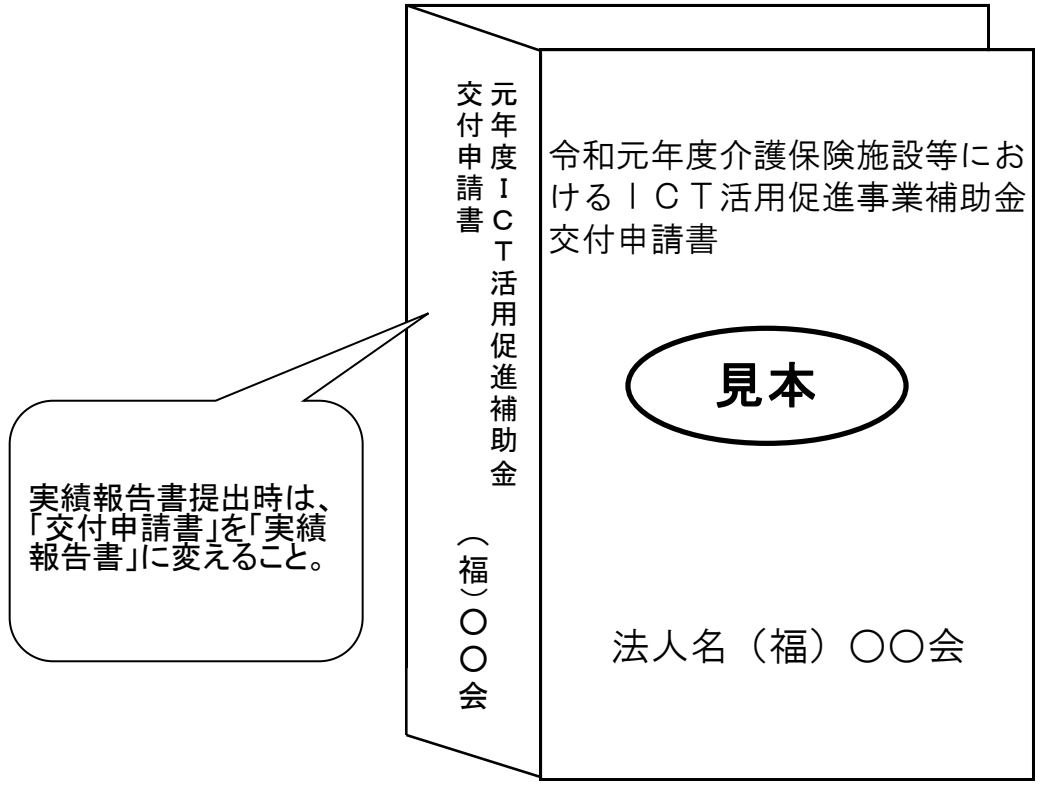 元年度ＩＣＴ活用促進補助金
交付申請書
（福）〇〇会
令和元年度介護保険施設等にお
けるＩＣＴ活用促進事業補助金
交付申請書
見本
法人名（福）〇〇会
実績報告書提出時は、
「交付申請書」を「実績
報告書」に変えること。